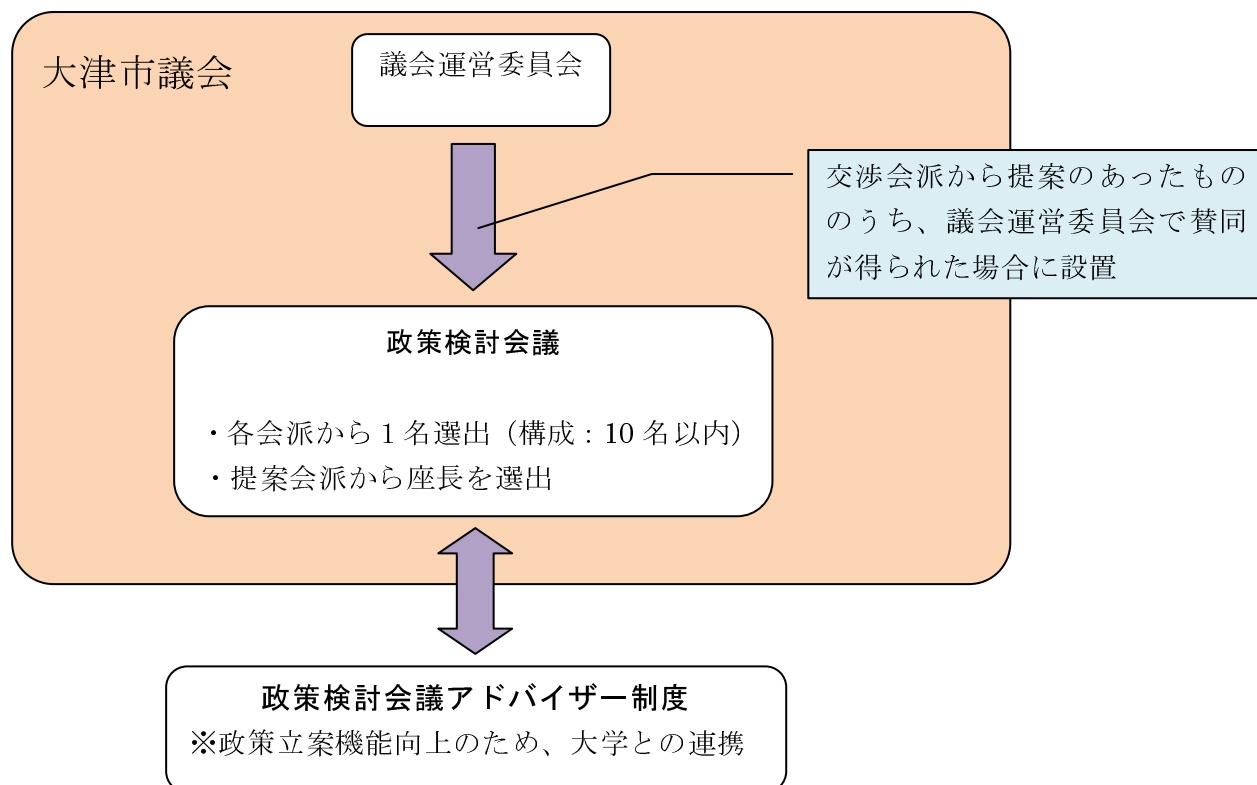 大津市議会
議会運営委員会
交渉会派から提案のあったもの
のうち、議会運営委員会で賛同
が得られた場合に設置
政策検討会議
・各会派から１名選出（構成：10 名以内）
・提案会派から座長を選出
政策検討会議アドバイザー制度
※政策立案機能向上のため、大学との連携